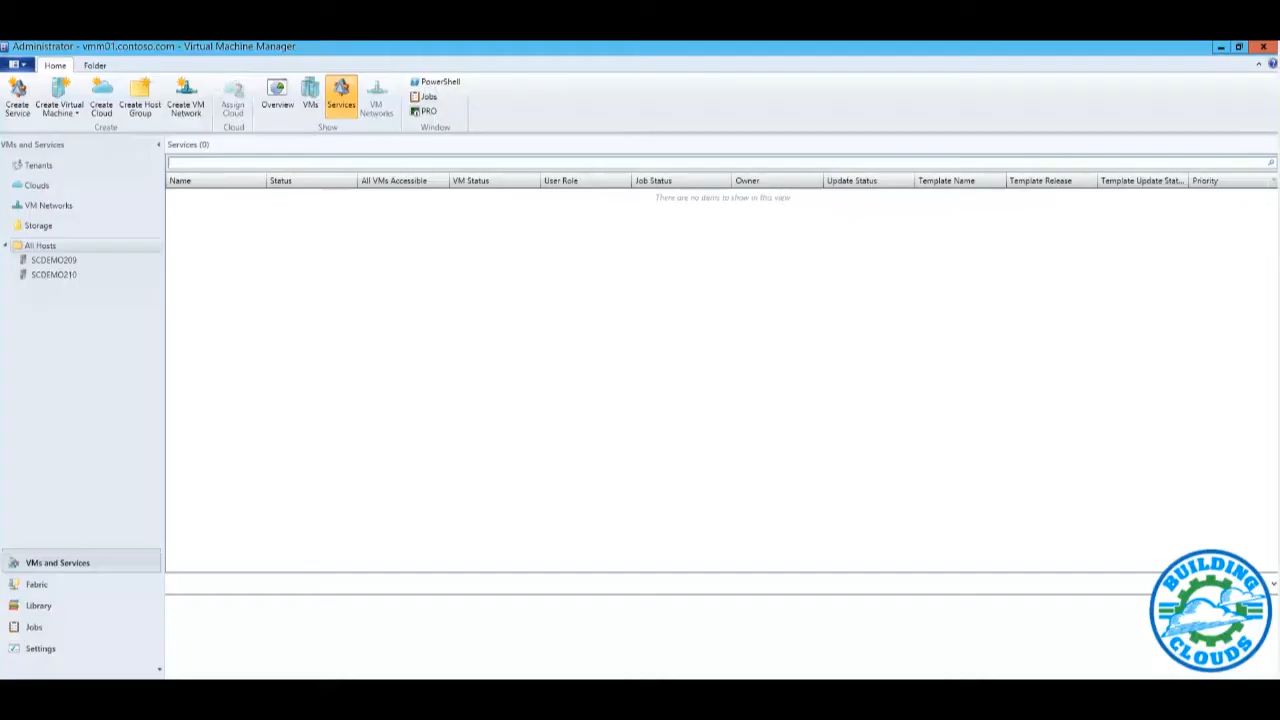 Administrator - vmm01.contoso.com - Virtual Machine Manager
Home Folder
Create Service
Create Virtual Machine
Create Cloud
Create Host Group
Create VM Network
Create
Assign Cloud
Cloud
Overview
VMs
Services
VM Networks
Show
PowerShell
Jobs
PRO
Window
VMs and Services
Tenants
Clouds
VM Networks
Storage
All Hosts
SCDEMO209
SCDEMO210
Services (0)
Name Status All VMs Accessible VM Status User Role Job Status Owner Update Status Template Name Template Release Template Update Stat... Priority
There are no items to show in this view
VMs and Services
Fabric
Library
Jobs
Settings
BUILDING
CLOUDS